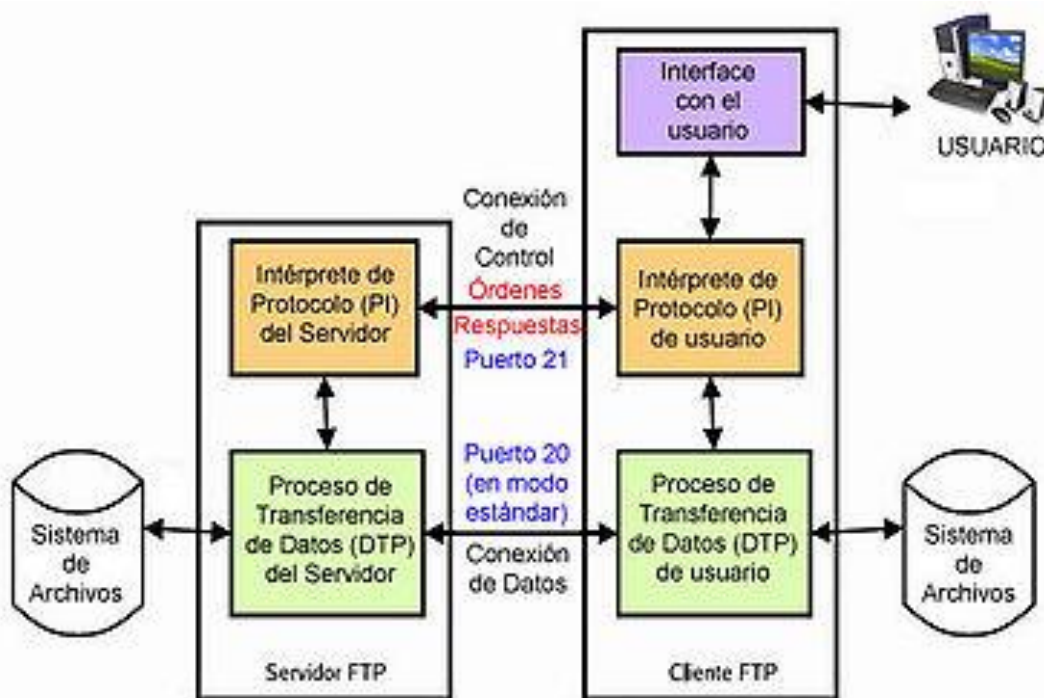 Interface
con el
usuario
USUARIO
Conexión
de
Control
Órdenes
Respuestas
Puerto 21
Intérprete de
Protocolo (PI)
del Servidor
Intérprete de
Protocolo (PI)
de usuario
Puerto 20
(en modo
estándar)
Conexión
de Datos
Sistema
de
Archivos
Proceso de
Transferencia
de Datos (DTP)
del Servidor
Proceso de
Transferencia
de Datos (DTP)
de usuario
Sistema
de
Archivos
Servidor FTP
Cliente FTP